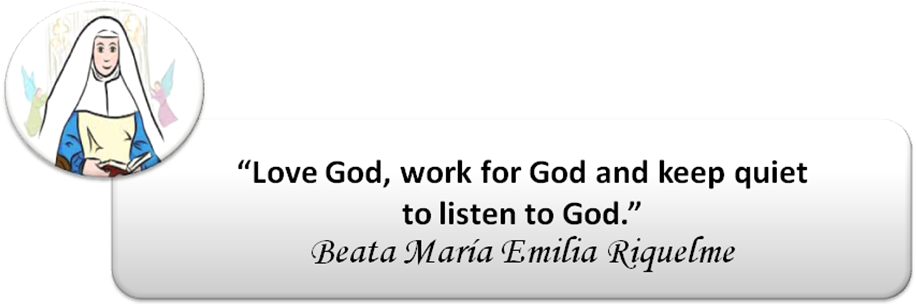 “Love God, work for God and keep quiet
to listen to God.”
Beata María Emilia Riquelme